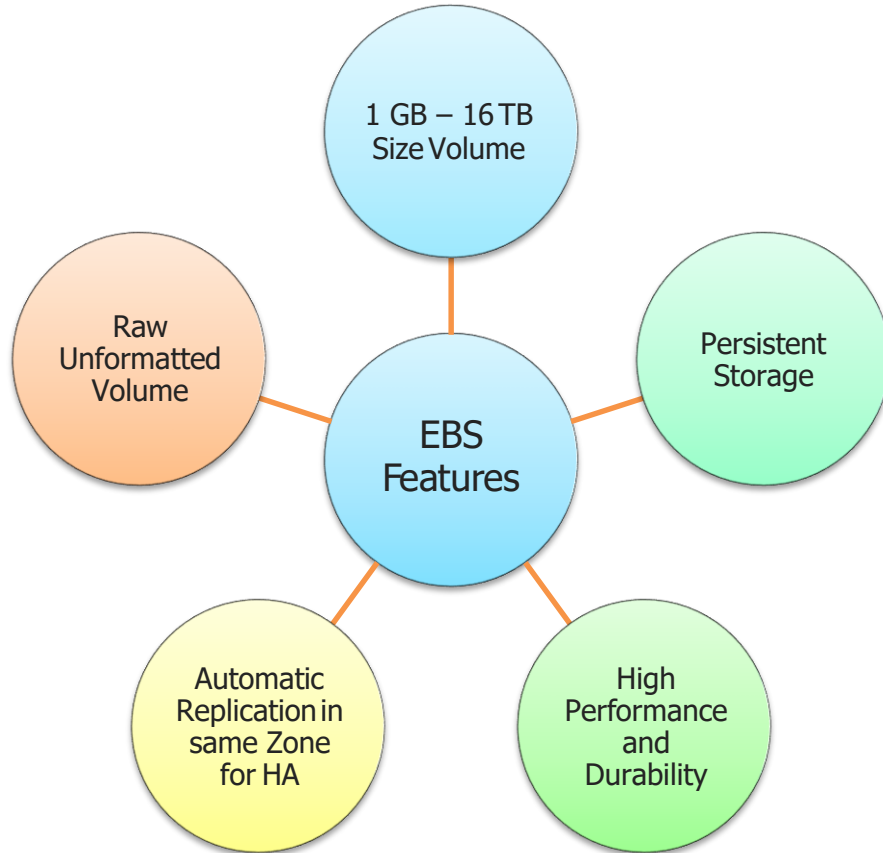 1 GB – 16 TB
Size Volume
Raw
Unformatted
Volume
Persistent
Storage
EBS
Features
Automatic
Replication in
same Zone
for HA
High
Performance
and
Durability